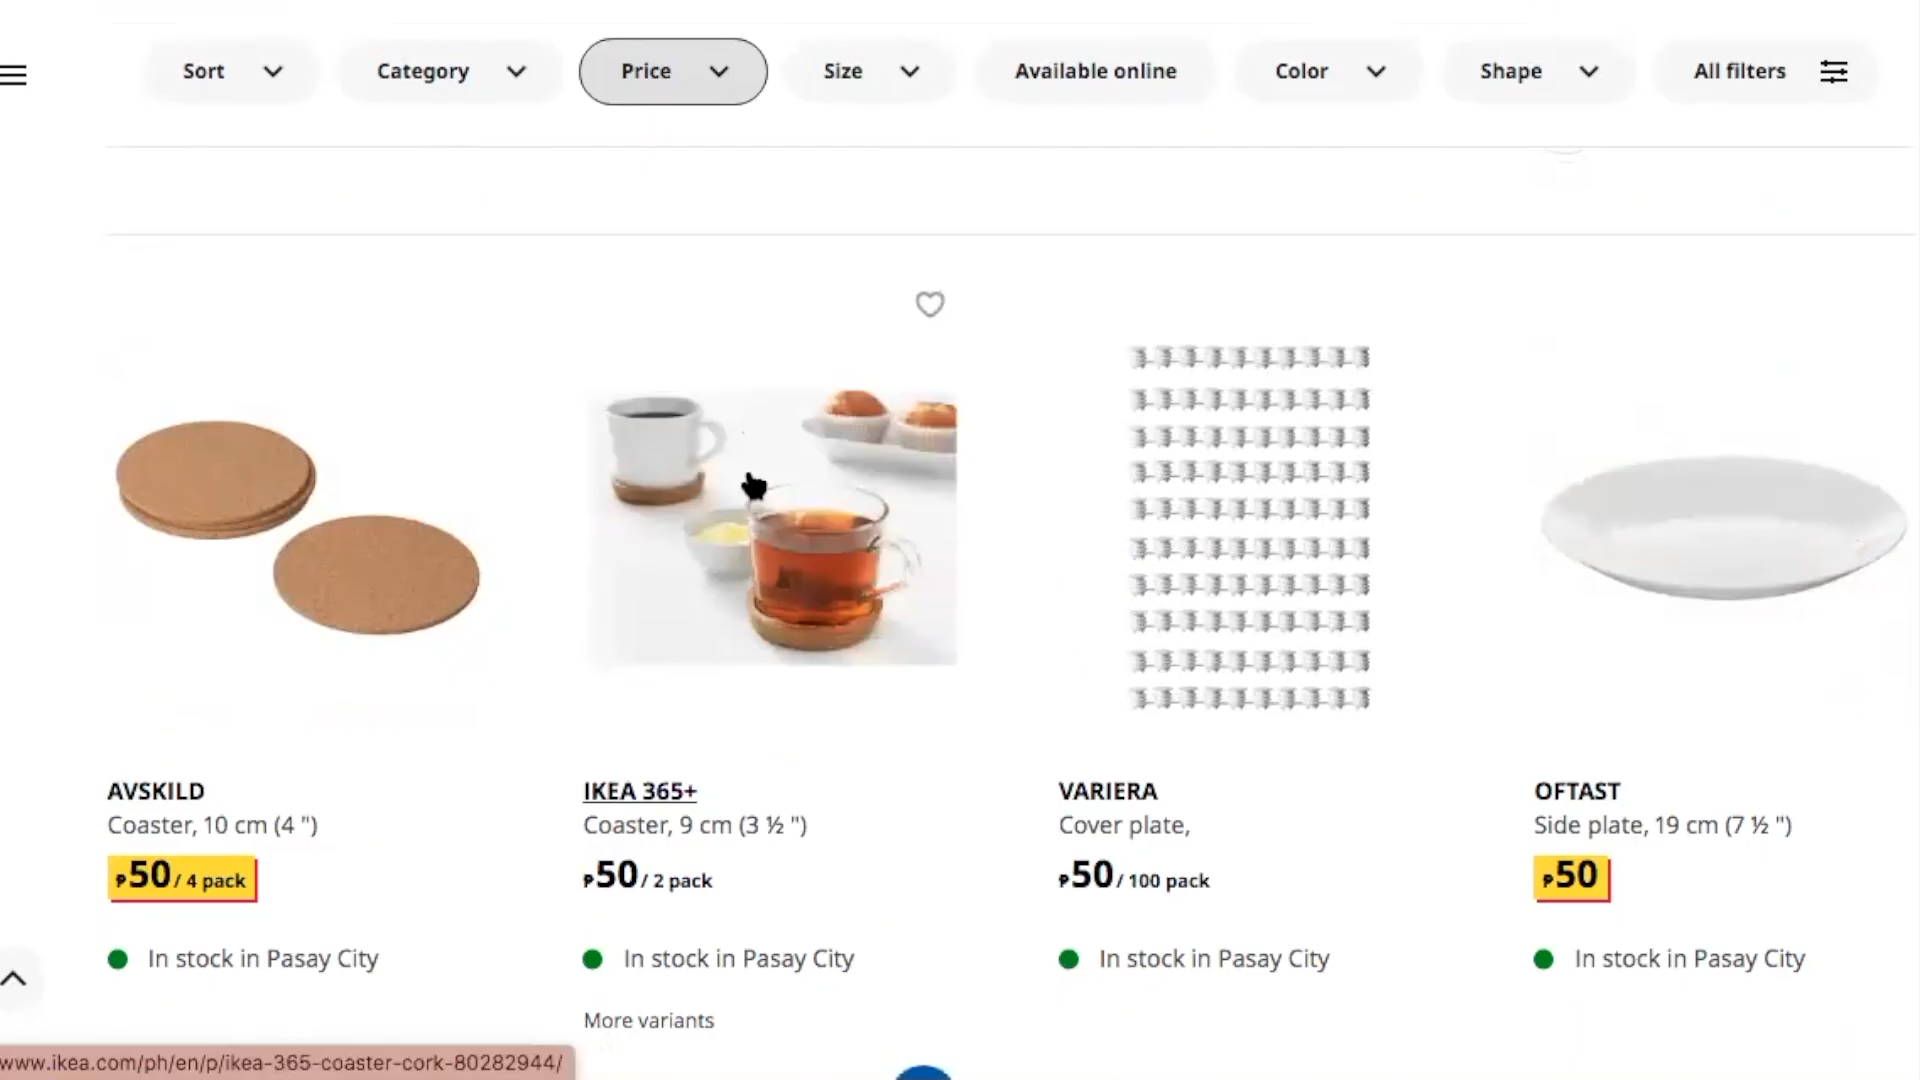 Sort
Category
Price
Size
Available online
Color
Shape
All filters
AVSKILD
Coaster, 10 cm (4 ")
₱50/ 4 pack
In stock in Pasay City
IKEA 365+
Coaster, 9 cm (3 ½ ")
₱50/ 2 pack
In stock in Pasay City
More variants
VARIERA
Cover plate,
₱50/ 100 pack
In stock in Pasay City
OFTAST
Side plate, 19 cm (7 ½ ")
₱50
In stock in Pasay City
www.ikea.com/ph/en/p/ikea-365-coaster-cork-80282944/